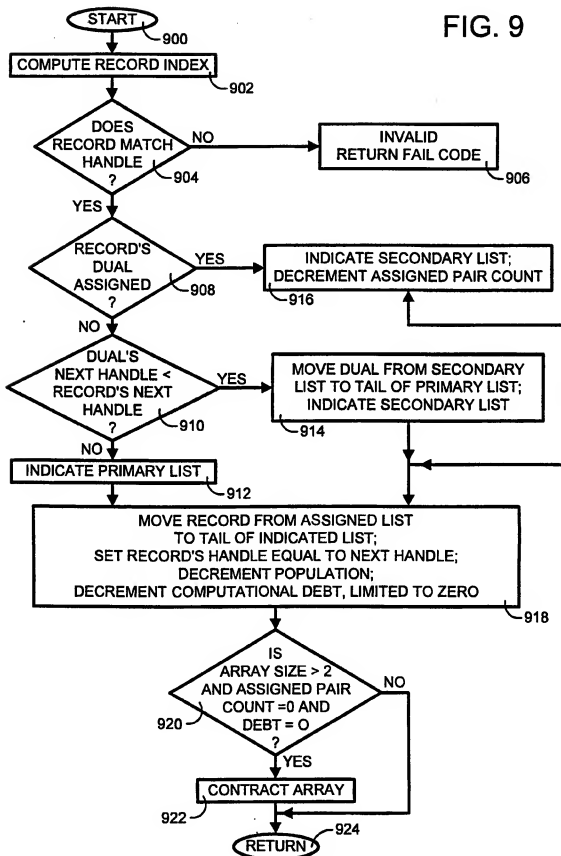 START
FIG. 9
900
COMPUTE RECORD INDEX
902
DOES
RECORD MATCH
HANDLE
?
904
NO
INVALID
RETURN FAIL CODE
906
YES
RECORD'S
DUAL
ASSIGNED
?
908
YES
INDICATE SECONDARY LIST;
DECREMENT ASSIGNED PAIR COUNT
916
NO
DUAL'S
NEXT HANDLE <
RECORD'S NEXT
HANDLE
?
910
YES
MOVE DUAL FROM SECONDARY
LIST TO TAIL OF PRIMARY LIST;
INDICATE SECONDARY LIST
914
NO
INDICATE PRIMARY LIST
912
MOVE RECORD FROM ASSIGNED LIST
TO TAIL OF INDICATED LIST;
SET RECORD'S HANDLE EQUAL TO NEXT HANDLE;
DECREMENT POPULATION;
DECREMENT COMPUTATIONAL DEBT, LIMITED TO ZERO
918
IS
ARRAY SIZE > 2
AND ASSIGNED PAIR
COUNT =0 AND
DEBT = O
?
920
NO
YES
CONTRACT ARRAY
922
RETURN
924